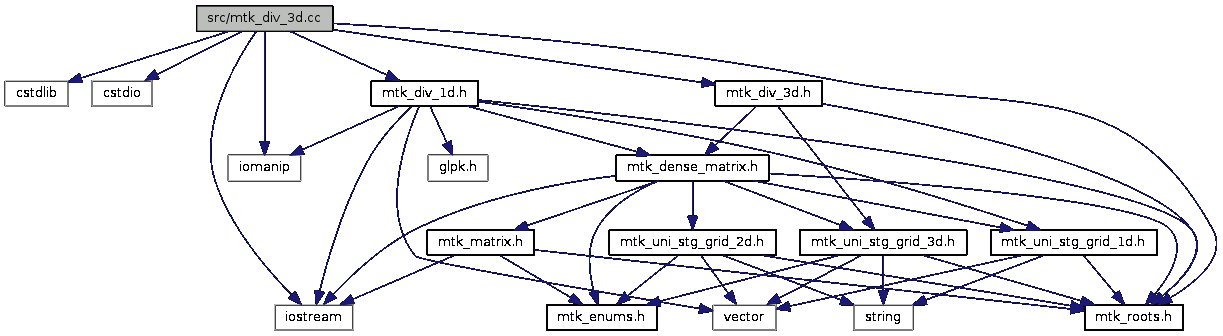 src/mtk_div_3d.cc
cstdlib
cstdio
mtk_div_1d.h
mtk_div_3d.h
iomanip
glpk.h
mtk_dense_matrix.h
mtk_matrix.h
mtk_uni_stg_grid_2d.h
mtk_uni_stg_grid_3d.h
mtk_uni_stg_grid_1d.h
iostream
mtk_enums.h
vector
string
mtk_roots.h